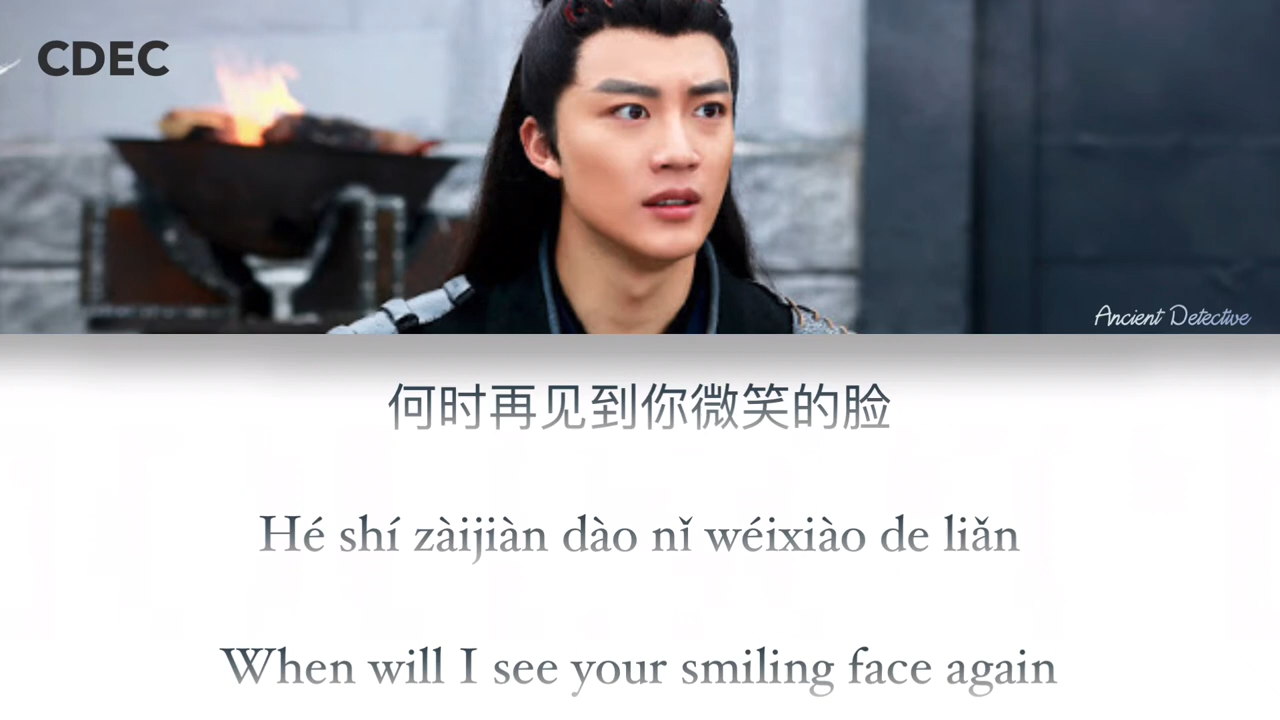 CDEC
Ancient Detective
何时再见到你微笑的脸
Hé shí zàijiàn dào nǐ wéixiào de liǎn
When will I see your smiling face again